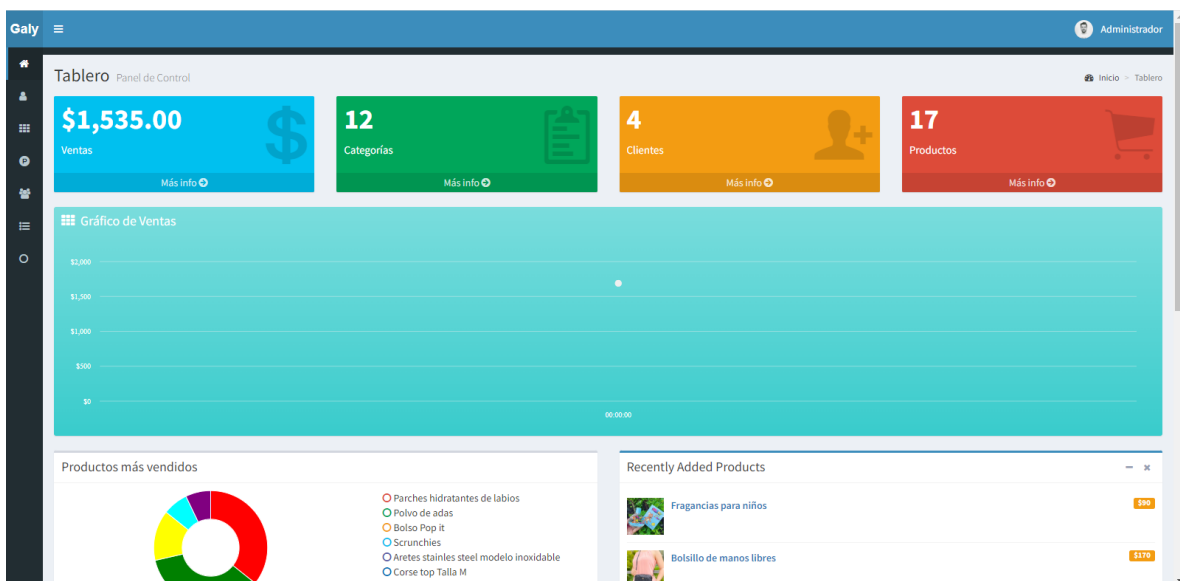 Galy
Administrador
Tablero Panel de Control
Inicio > Tablero
$1,535.00
Ventas
Más info
12
Categorías
Más info
4
Clientes
Más info
17
Productos
Más info
Gráfico de Ventas
$2,000
$1,500
$1,000
$500
$0
00:00:00
Productos más vendidos
Parches hidratantes de labios
Polvo de adas
Bolso Pop it
Scrunchies
Aretes stainles steel modelo inoxidable
Corse top Talla M
Recently Added Products
Fragancias para niños
$90
Bolsillo de manos libres
$170